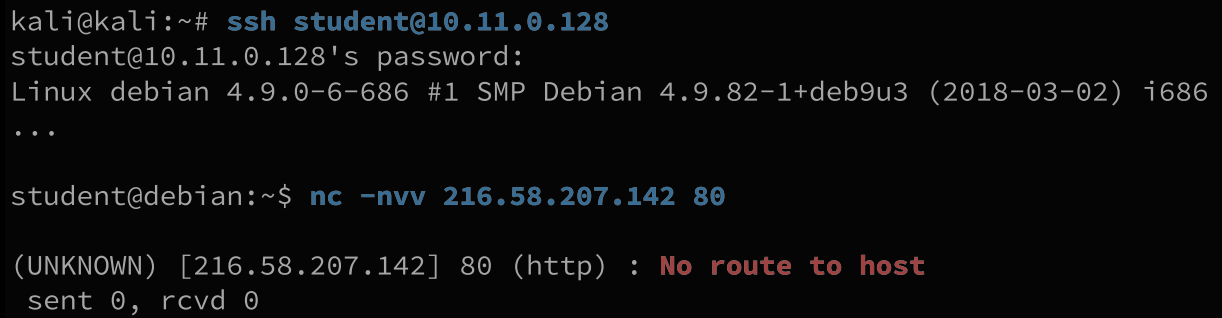 kali@kali:~# ssh student@10.11.0.128
student@10.11.0.128's password:
Linux debian 4.9.0-6-686 #1 SMP Debian 4.9.82-1+deb9u3 (2018-03-02) i686
...
student@debian:~$ nc -nvv 216.58.207.142 80
(UNKNOWN) [216.58.207.142] 80 (http) : No route to host
sent 0, rcvd 0